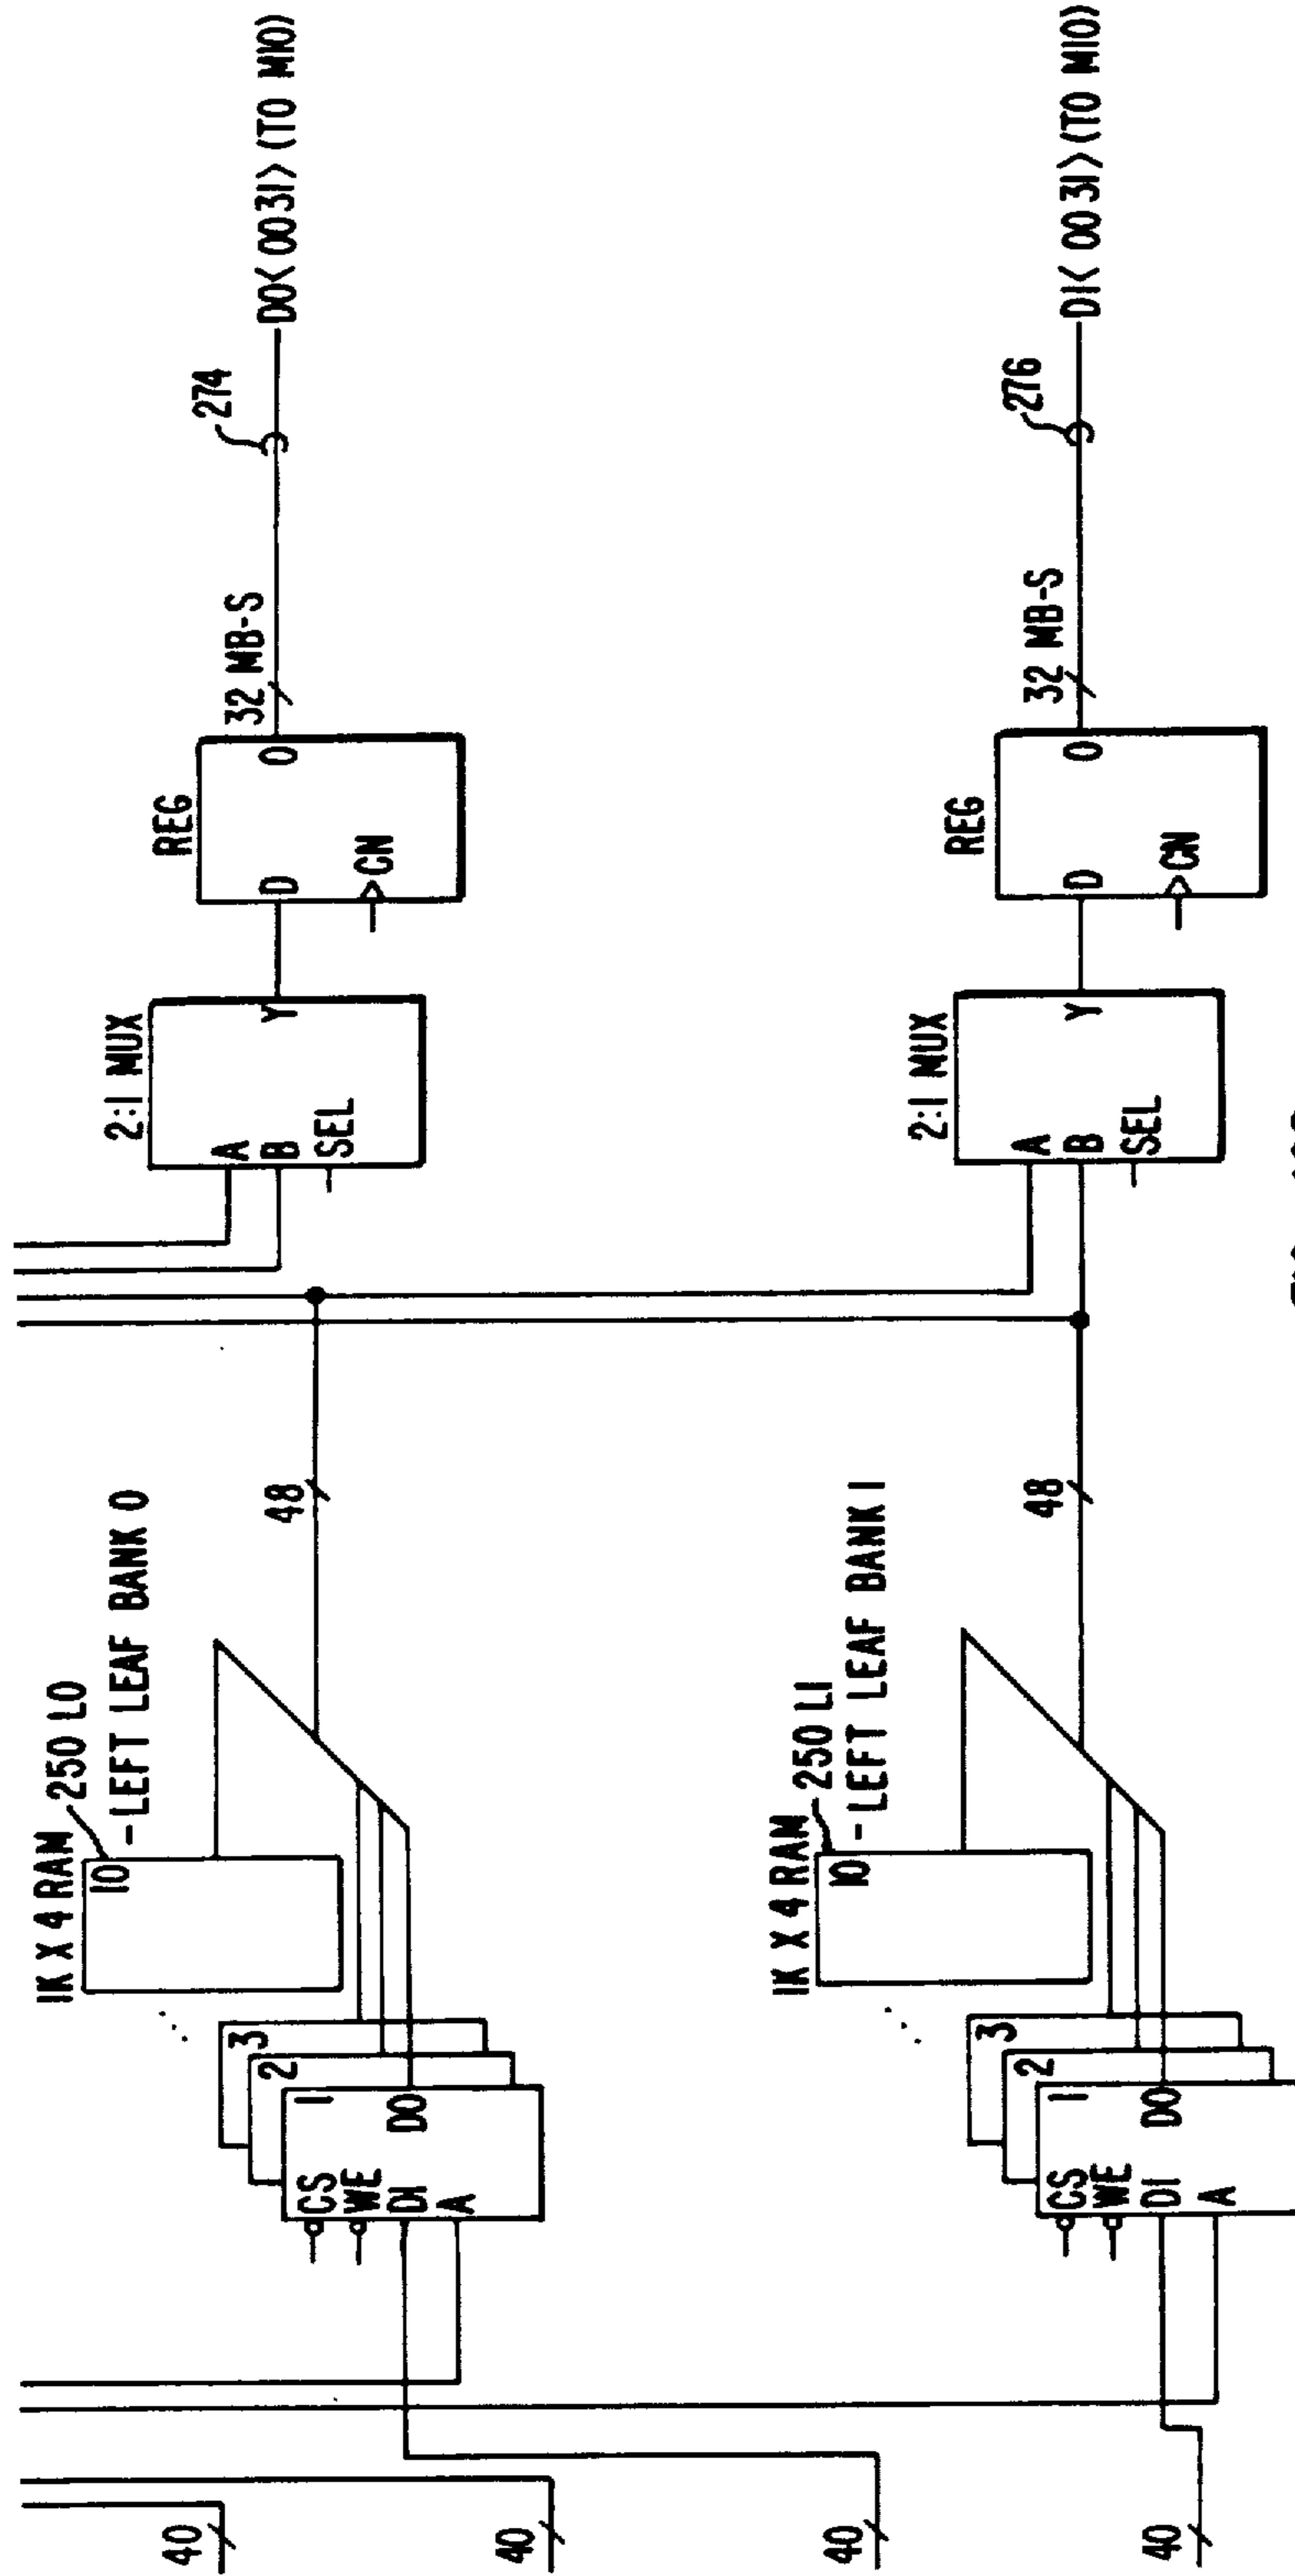 DO<0031>(TO MIO)
274
32 MB-S
REG
D
O
CN
2:1 MUX
A
B
SEL
Y
48
1K X 4 RAM
250 L0
10
-LEFT LEAF BANK 0
3
2
1
CS
WE
DI
A
DO
40
40
D1<0031>(TO MIO)
276
32 MB-S
REG
D
O
CN
2:1 MUX
A
B
SEL
Y
48
1K X 4 RAM
250 L1
10
-LEFT LEAF BANK 1
3
2
1
CS
WE
DI
A
DO
40
40